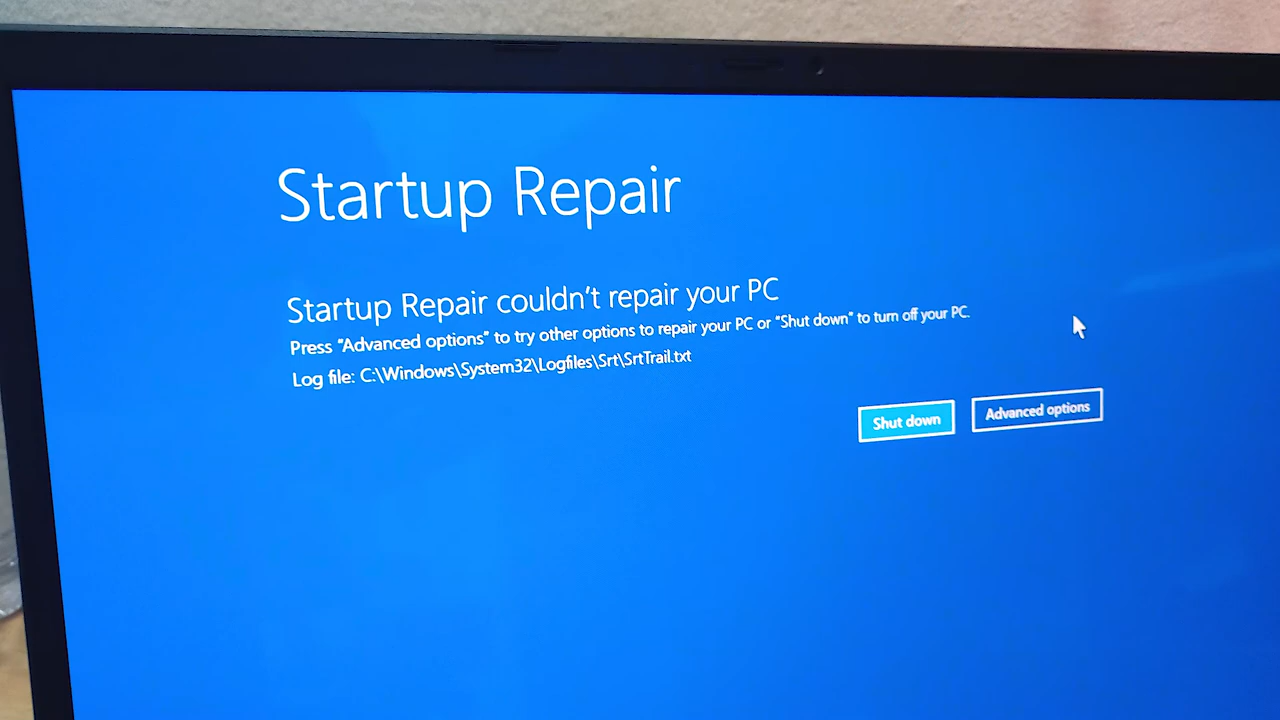 Startup Repair
Startup Repair couldn't repair your PC
Press “Advanced options” to try other options to repair your PC or “Shut down” to turn off your PC.
Log file: C:\Windows\System32\Logfiles\Srt\SrtTrail.txt
Shut down
Advanced options